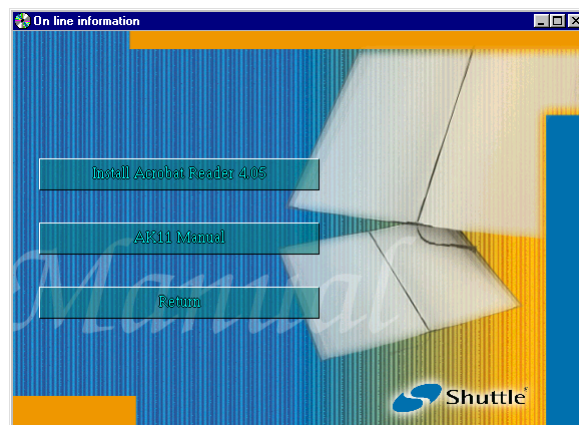 On line information
Install Acrobat Reader 4.05
AK11 Manual
Manual
Return
Shuttle